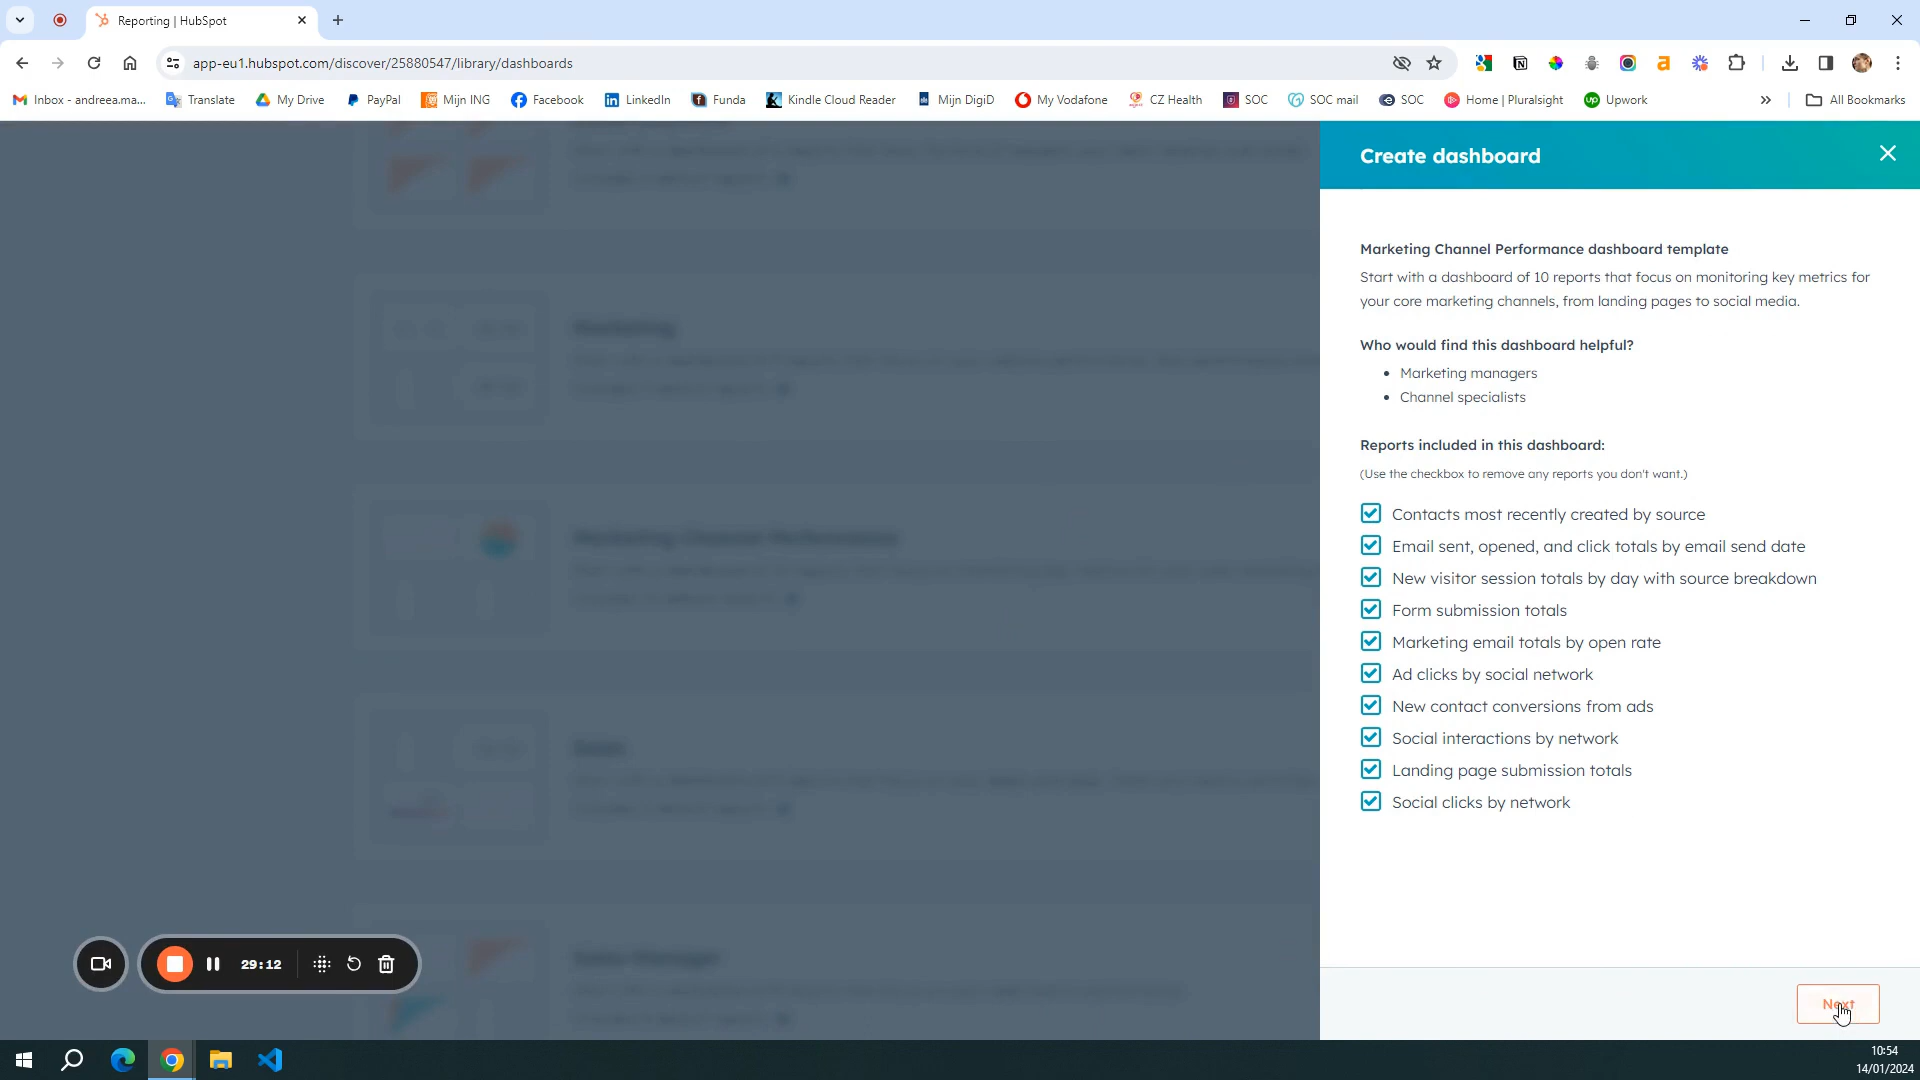 Reporting | HubSpot
app-eu1.hubspot.com/discover/25880547/library/dashboards
Inbox - andreea.ma...
Translate
My Drive
PayPal
Mijn ING
Facebook
LinkedIn
Funda
Kindle Cloud Reader
Mijn DigiD
My Vodafone
CZ Health
SOC
SOC mail
SOC
Home | Pluralsight
Upwork
All Bookmarks
Create dashboard
Marketing Channel Performance dashboard template
Start with a dashboard of 10 reports that focus on monitoring key metrics for
your core marketing channels, from landing pages to social media.
Who would find this dashboard helpful?
Marketing managers
Channel specialists
Reports included in this dashboard:
(Use the checkbox to remove any reports you don't want.)
Contacts most recently created by source
Email sent, opened, and click totals by email send date
New visitor session totals by day with source breakdown
Form submission totals
Marketing email totals by open rate
Ad clicks by social network
New contact conversions from ads
Social interactions by network
Landing page submission totals
Social clicks by network
Next
Marketing
Marketing Channel Performance
Sales
Sales Manager
29:12
10:54
14/01/2024